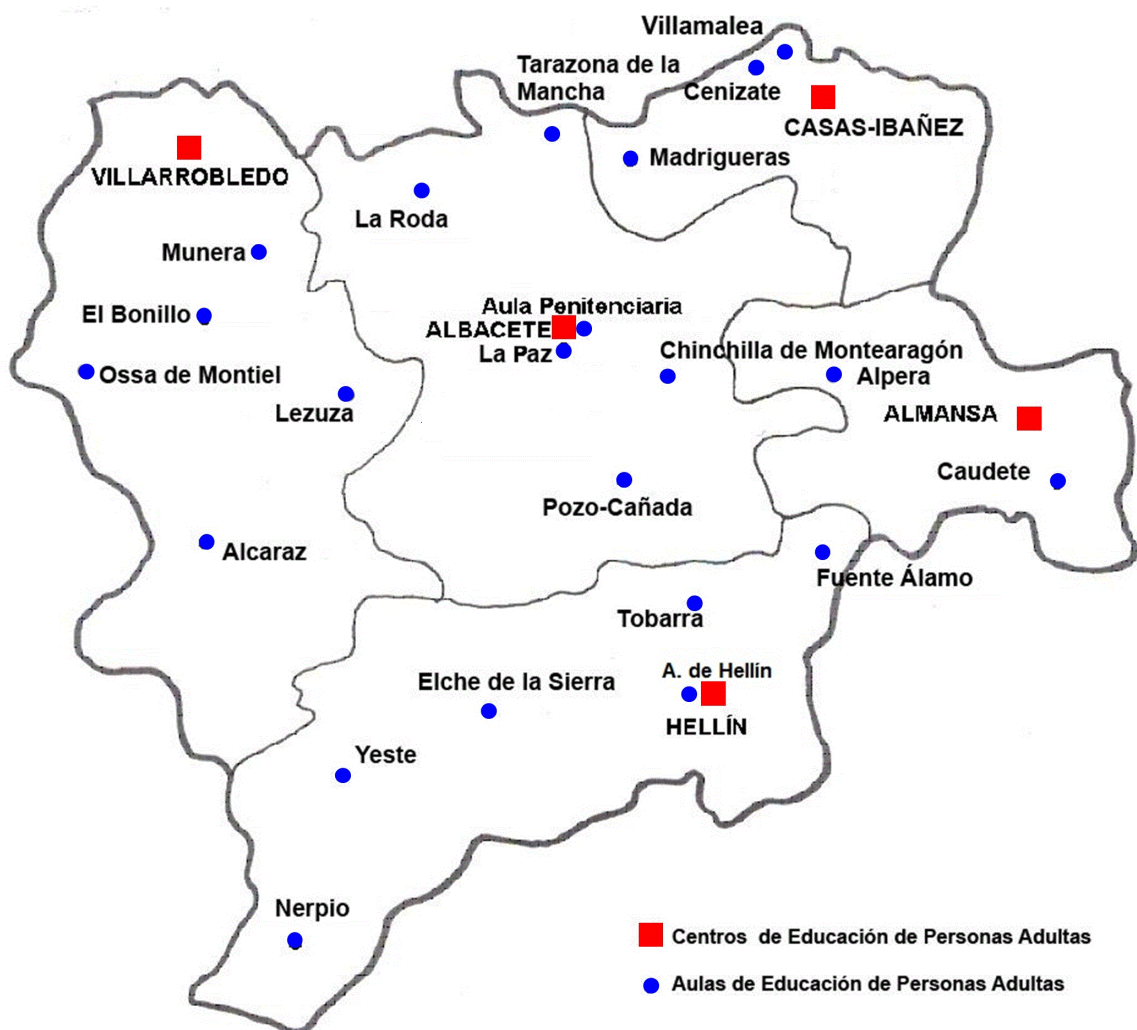 Villamalea
Tarazona de la
Mancha
Cenizate
CASAS-IBAÑEZ
Madrigueras
VILLARROBLEDO
La Roda
Munera
El Bonillo
Aula Penitenciaria
ALBACETE
La Paz
Chinchilla de Montearagón
Alpera
Ossa de Montiel
Lezuza
ALMANSA
Caudete
Pozo-Cañada
Alcaraz
Fuente Álamo
Tobarra
A. de Hellín
Elche de la Sierra
HELLÍN
Yeste
Nerpio
Centros de Educación de Personas Adultas
Aulas de Educación de Personas Adultas